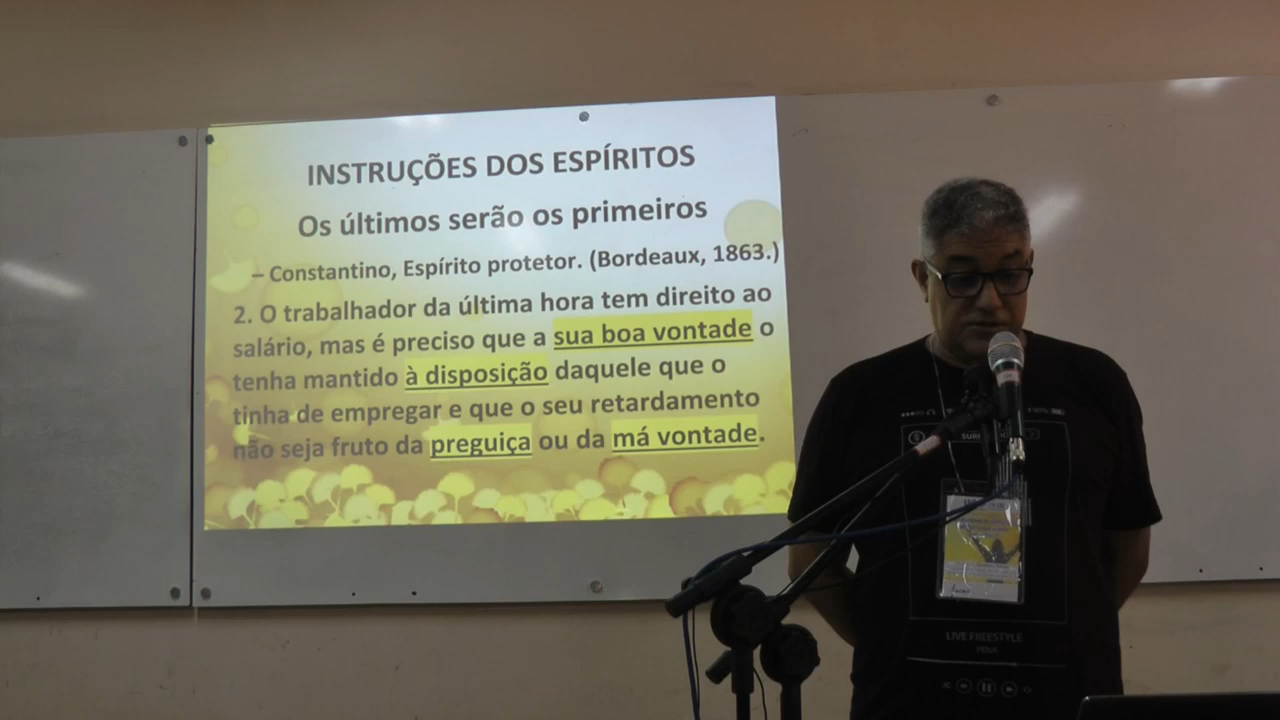 INSTRUÇÕES DOS ESPÍRITOS
Os últimos serão os primeiros
– Constantino, Espírito protetor. (Bordeaux, 1863.)
2. O trabalhador da última hora tem direito ao
salário, mas é preciso que a sua boa vontade o
tenha mantido à disposição daquele que o
tinha de empregar e que o seu retardamento
não seja fruto da preguiça ou da má vontade.
SURF
LIVE FREESTYLE